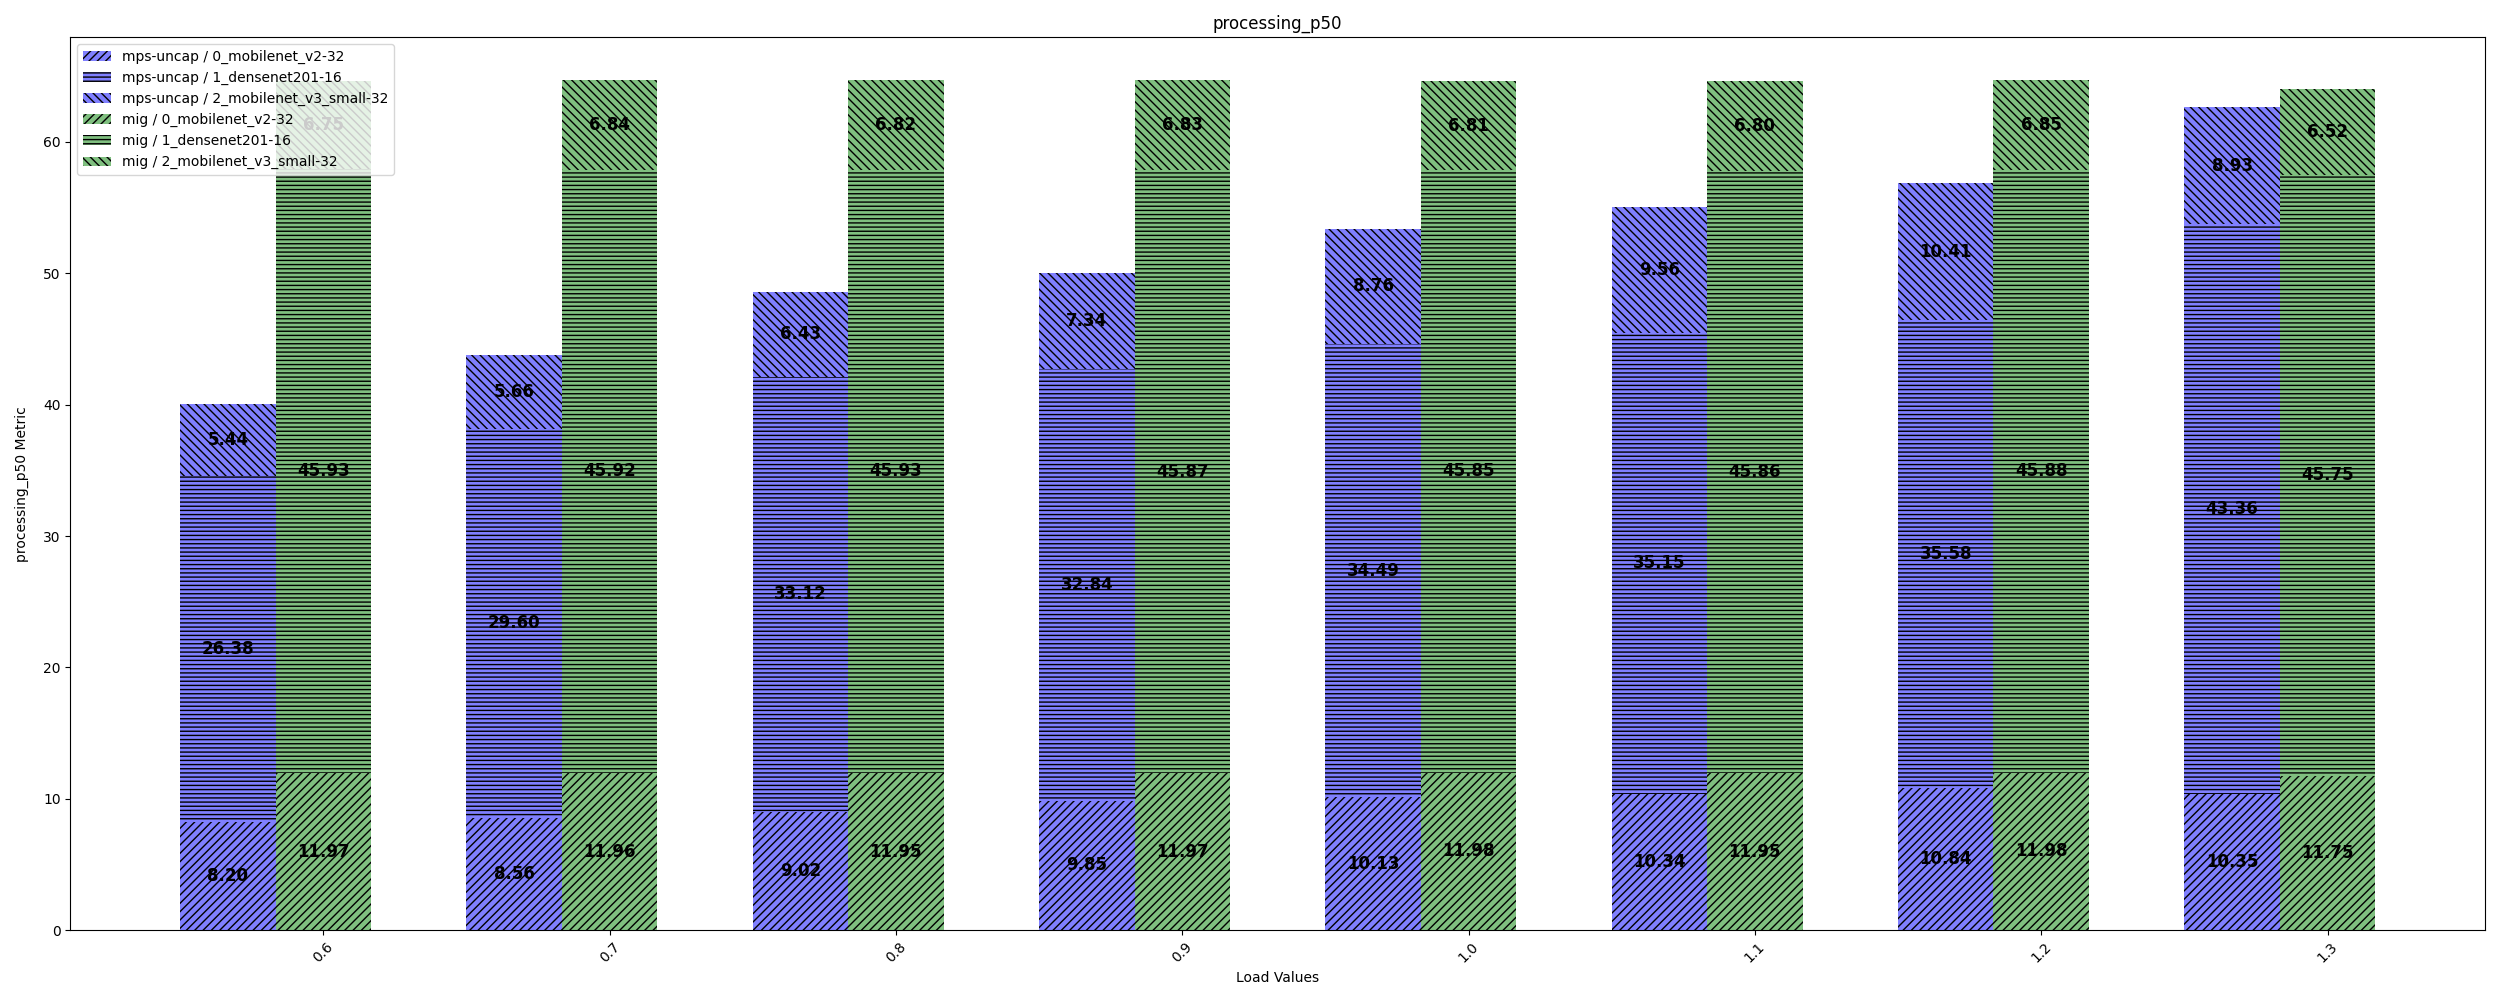 processing_p50
mps-uncap / 0_mobilenet_v2-32
mps-uncap / 1_densenet201-16
mps-uncap / 2_mobilenet_v3_small-32
mig / 0_mobilenet_v2-32
mig / 1_densenet201-16
mig / 2_mobilenet_v3_small-32
processing_p50 Metric
60
50
40
30
20
10
0
6.75 6.84 6.82 6.83 6.81 6.80 6.85 6.52
5.44 5.66 6.43 7.34 8.76 9.56 10.41 8.93
45.93 45.92 45.93 45.87 45.85 45.86 45.88 45.75
26.38 29.60 33.12 32.84 34.49 35.15 35.58 43.36
11.97 11.96 11.95 11.97 11.98 11.95 11.98 11.75
8.20 8.56 9.02 9.85 10.13 10.34 10.84 10.35
0.6 0.7 0.8 0.9 1.0 1.1 1.2 1.3
Load Values